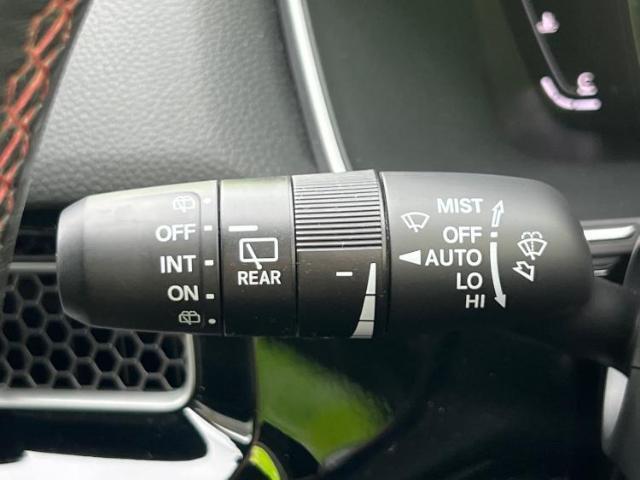 OFF
INT
ON
REAR
MIST
OFF
AUTO
LO
HI